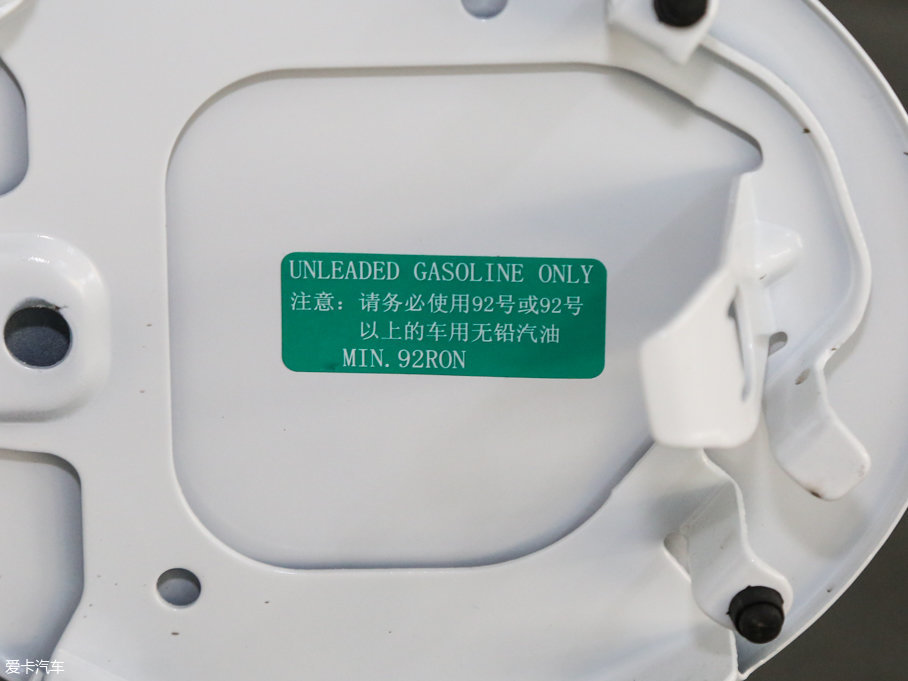 UNLEADED GASOLINE ONLY
注意：请务必使用92号或92号
以上的车用无铅汽油
MIN.92RON
爱卡汽车